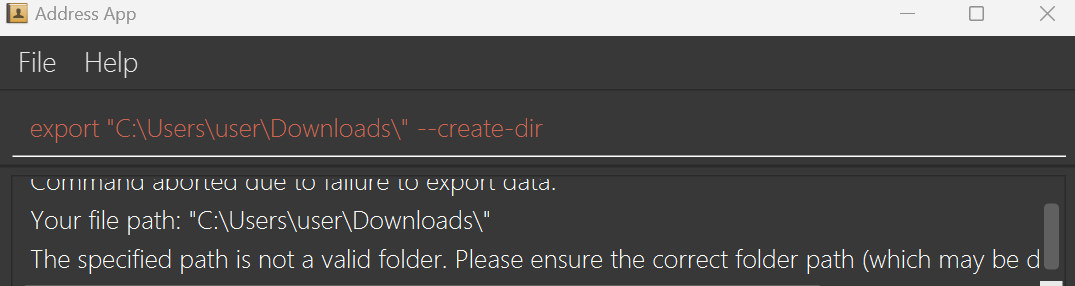 Address App
File Help
export "C:\Users\user\Downloads\" --create-dir
Command aborted due to failure to export data.
Your file path: "C:\Users\user\Downloads\"
The specified path is not a valid folder. Please ensure the correct folder path (which may be d